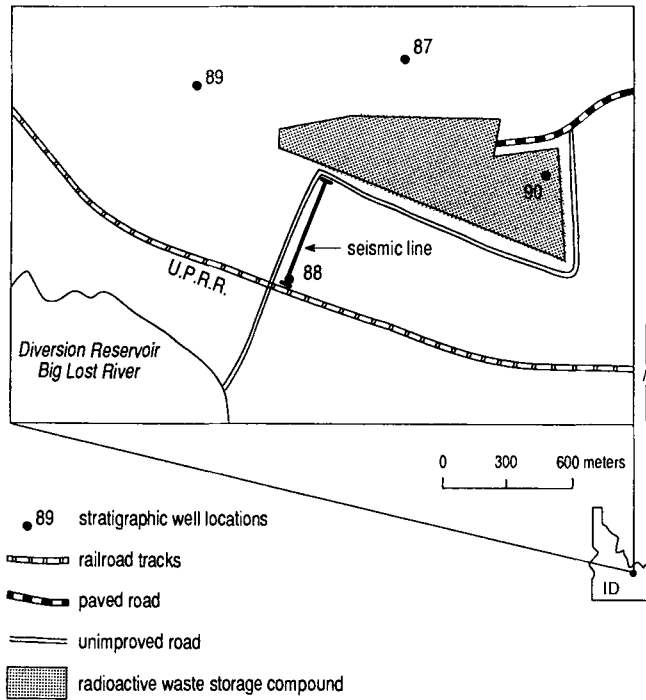 87
89
90
seismic line
88
U.P.R.R.
Diversion Reservoir
Big Lost River
0 300 600 meters
89 stratigraphic well locations
railroad tracks
paved road
ID
unimproved road
radioactive waste storage compound